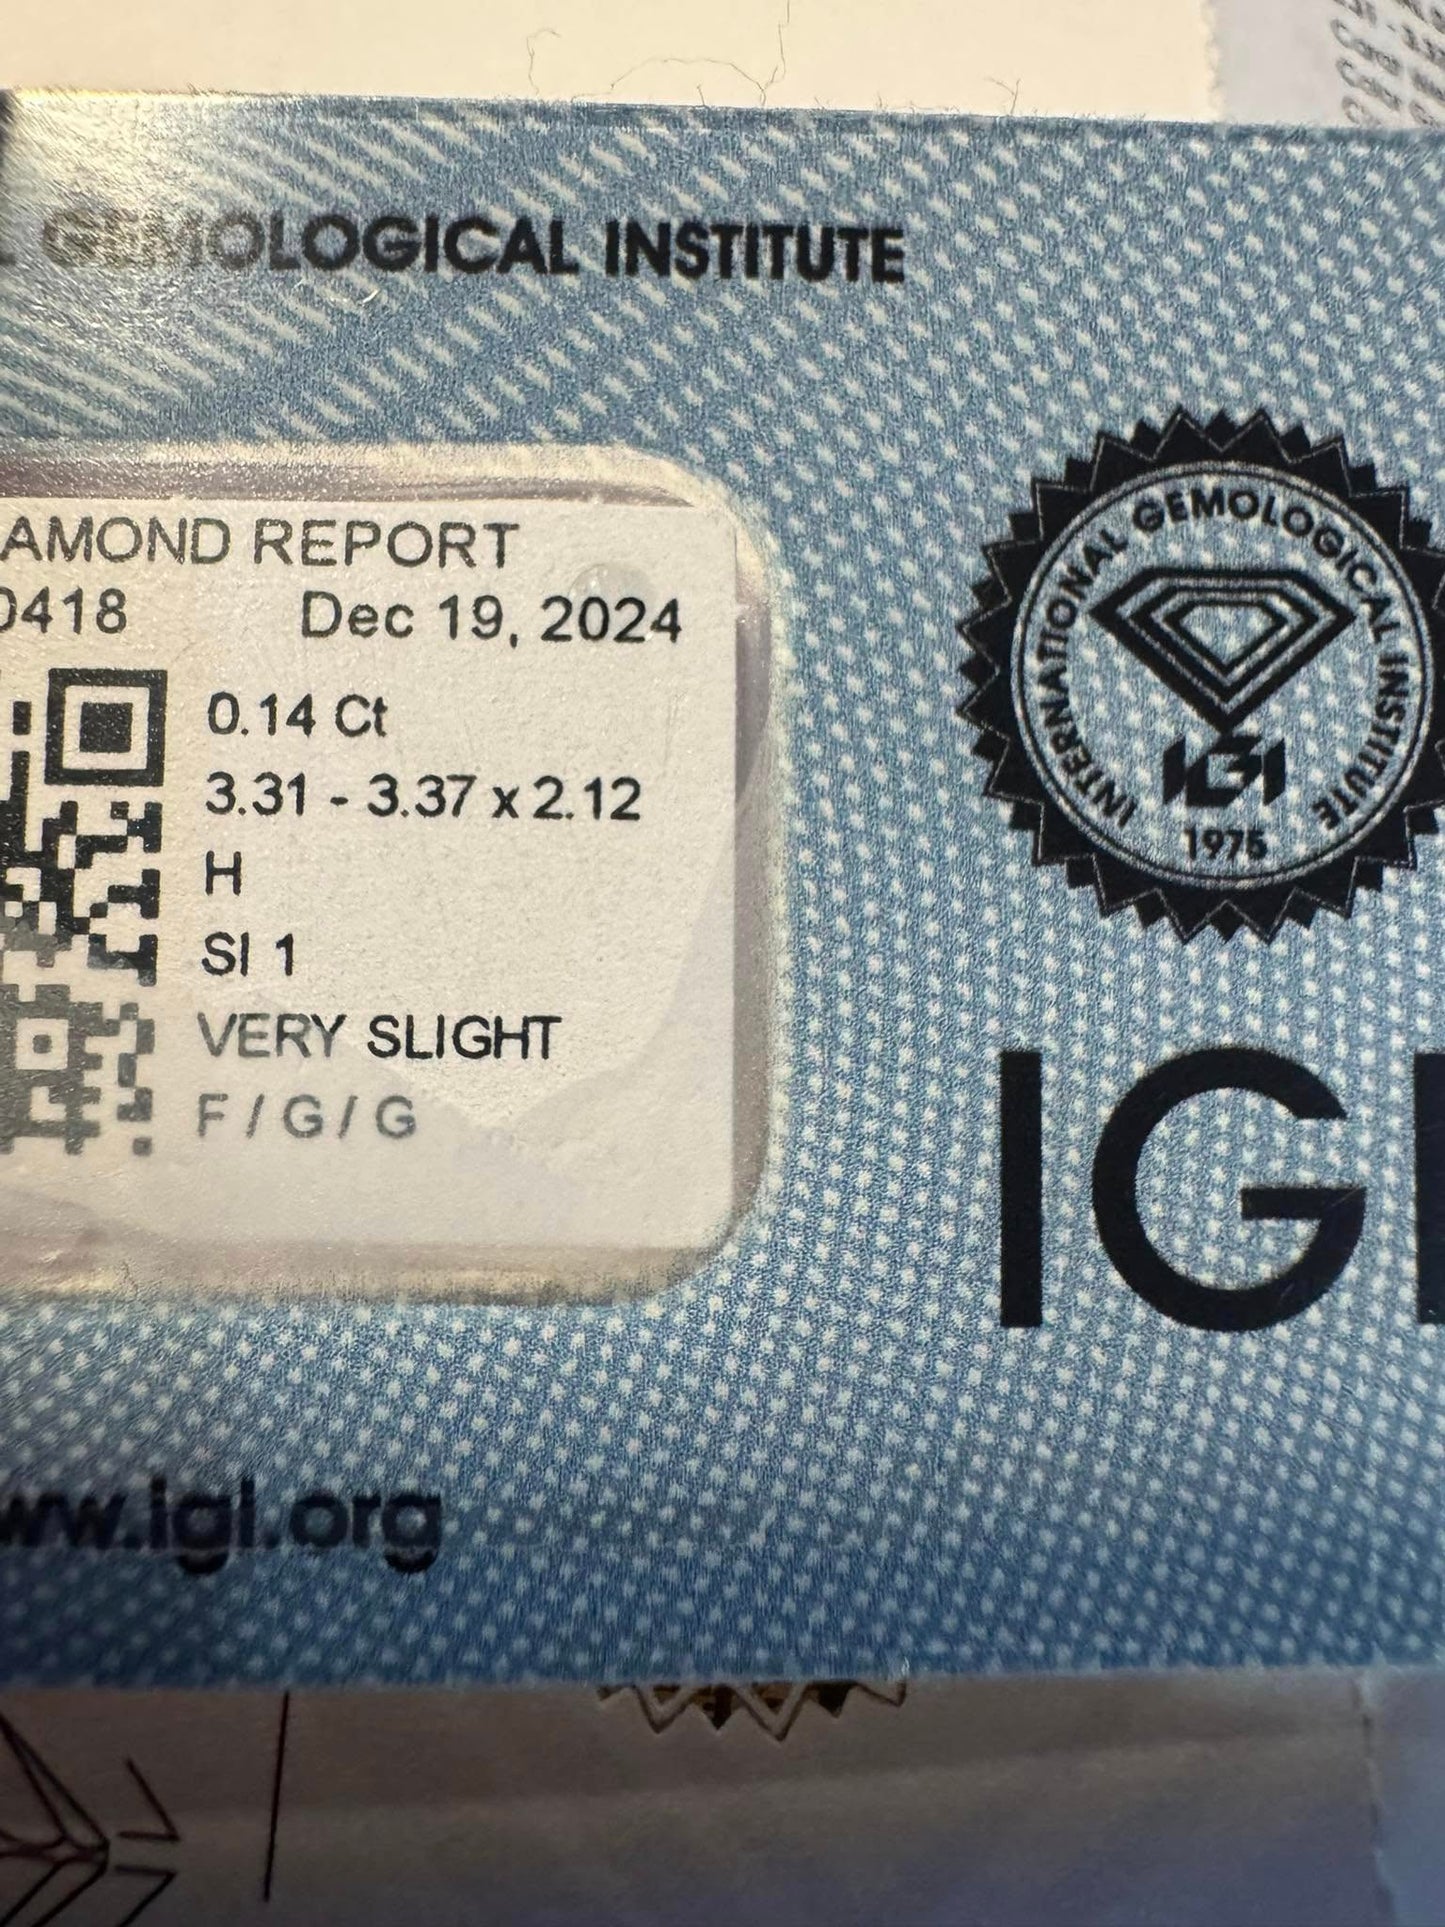 GEMOLOGICAL INSTITUTE
AMOND REPORT
0418 Dec 19, 2024
0.14 Ct
3.31 - 3.37 x 2.12
H
SI 1
VERY SLIGHT
F / G / G
INTERNATIONAL GEMOLOGICAL INSTITUTE
IGI
1975
IGI
www.igi.org